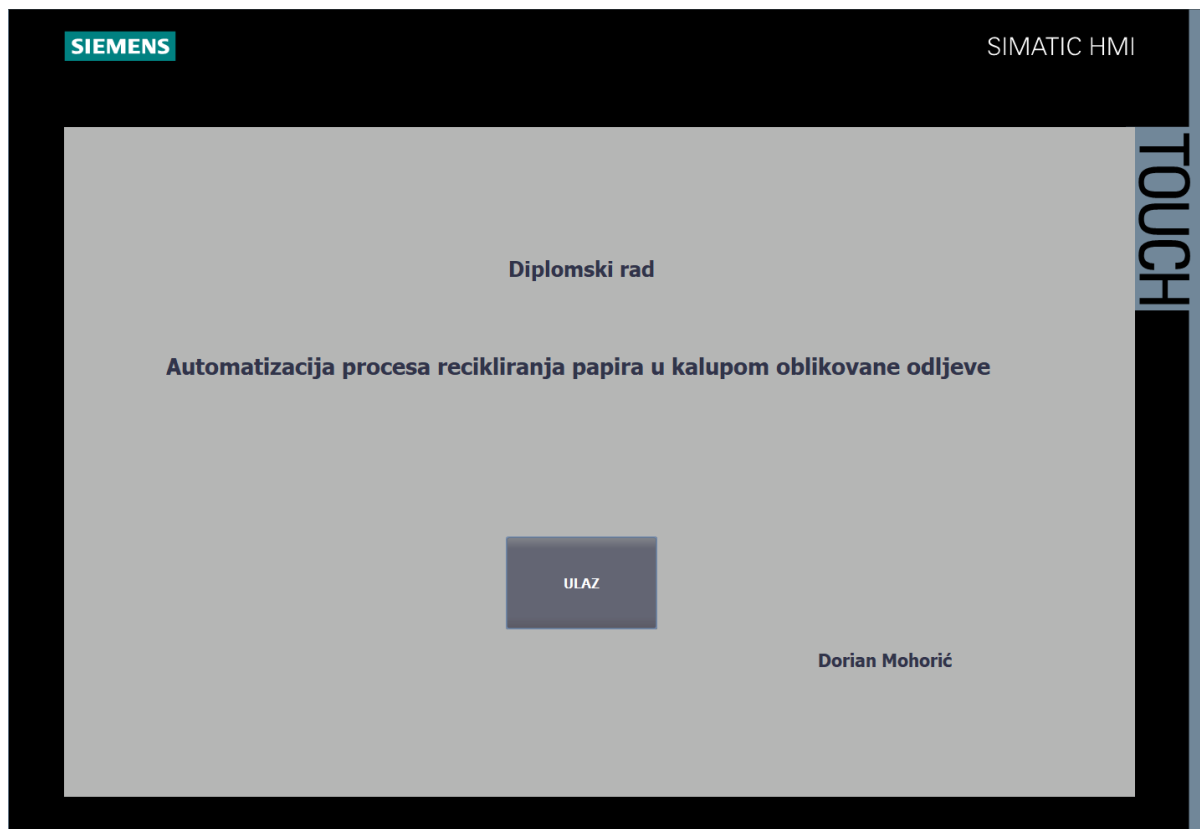 SIEMENS
SIMATIC HMI
TOUCH
Diplomski rad
Automatizacija procesa recikliranja papira u kalupom oblikovane odljeve
ULAZ
Dorian Mohorić